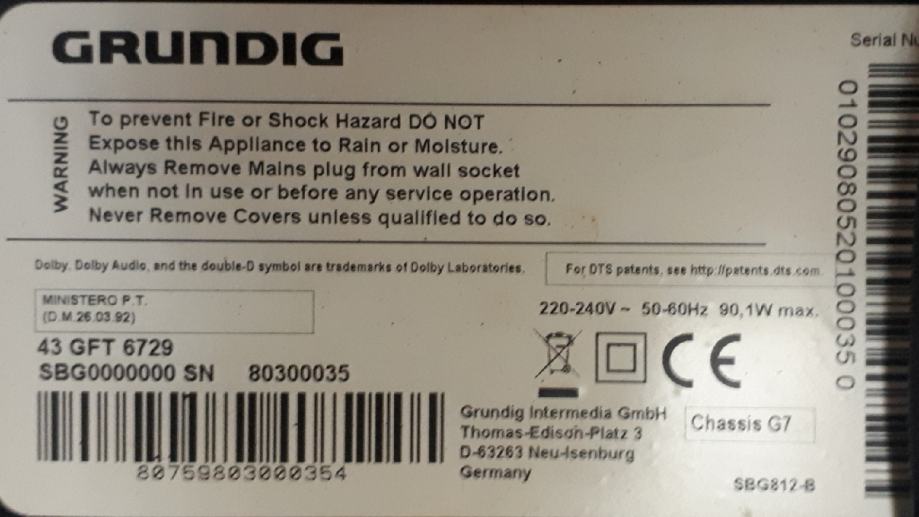 GRUNDIG
Serial Nu
WARNING
To prevent Fire or Shock Hazard DO NOT
Expose this Appliance to Rain or Moisture.
Always Remove Mains plug from wall socket
when not in use or before any service operation.
Never Remove Covers unless qualified to do so.
Dolby, Dolby Audio, and the double-D symbol are trademarks of Dolby Laboratories.
For DTS patents, see http://patents.dts.com.
MINISTERO P.T.
(D.M.26.03.92)
220-240V ~ 50-60Hz 90,1W max.
43 GFT 6729
SBG0000000 SN 80300035
80759803000354
CE
Grundig Intermedia GmbH
Thomas-Edison-Platz 3
D-63263 Neu-Isenburg
Germany
Chassis G7
SBG812-B
01029080520100035 0